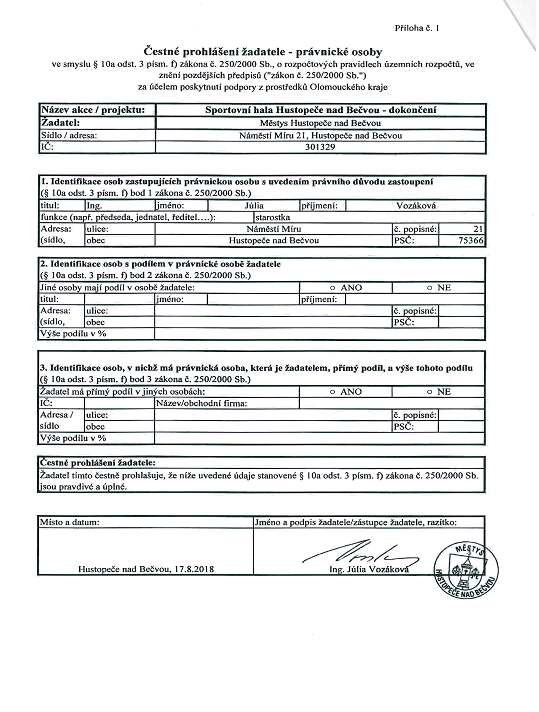 Příloha č. 1
Čestné prohlášení žadatele - právnické osoby
ve smyslu § 10a odst. 3 písm. f) zákona č. 250/2000 Sb., o rozpočtových pravidlech územních rozpočtů, ve
znění pozdějších předpisů ("zákon č. 250/2000 Sb.")
za účelem poskytnutí podpory z prostředků Olomouckého kraje
Název akce / projektu: Sportovní hala Hustopeče nad Bečvou - dokončení
Žadatel: Městys Hustopeče nad Bečvou
Sídlo / adresa: Náměstí Míru 21, Hustopeče nad Bečvou
IČ: 301329
1. Identifikace osob zastupujících právnickou osobu s uvedením právního důvodu zastoupení
(§ 10a odst. 3 písm. f) bod 1 zákona č. 250/2000 Sb.)
titul: Ing. jméno: Júlia příjmení: Vozáková
funkce (např. předseda, jednatel, ředitel….): starostka
Adresa: ulice: Náměstí Míru č. popisné: 21
(sídlo, obec Hustopeče nad Bečvou PSČ: 75366
2. Identifikace osob s podílem v právnické osobě žadatele
(§ 10a odst. 3 písm. f) bod 2 zákona č. 250/2000 Sb.)
Jiné osoby mají podíl v osobě žadatele: ○ ANO ○ NE
titul: jméno: příjmení:
Adresa: ulice: č. popisné:
(sídlo, obec PSČ:
Výše podílu v %
3. Identifikace osob, v nichž má právnická osoba, která je žadatelem, přímý podíl, a výše tohoto podílu
(§ 10a odst. 3 písm. f) bod 3 zákona č. 250/2000 Sb.)
Žadatel má přímý podíl v jiných osobách: ○ ANO ○ NE
IČ: Název/obchodní firma:
Adresa / ulice: č. popisné:
sídlo obec PSČ:
Výše podílu v %
Čestné prohlášení žadatele:
Žadatel tímto čestně prohlašuje, že níže uvedené údaje stanovené § 10a odst. 3 písm. f) zákona č. 250/2000 Sb.
jsou pravdivé a úplné.
Místo a datum: Jméno a podpis žadatele/zástupce žadatele, razítko:
Hustopeče nad Bečvou, 17.8.2018 Ing. Júlia Vozáková
MĚSTYS
HUSTOPEČE NAD BEČVOU